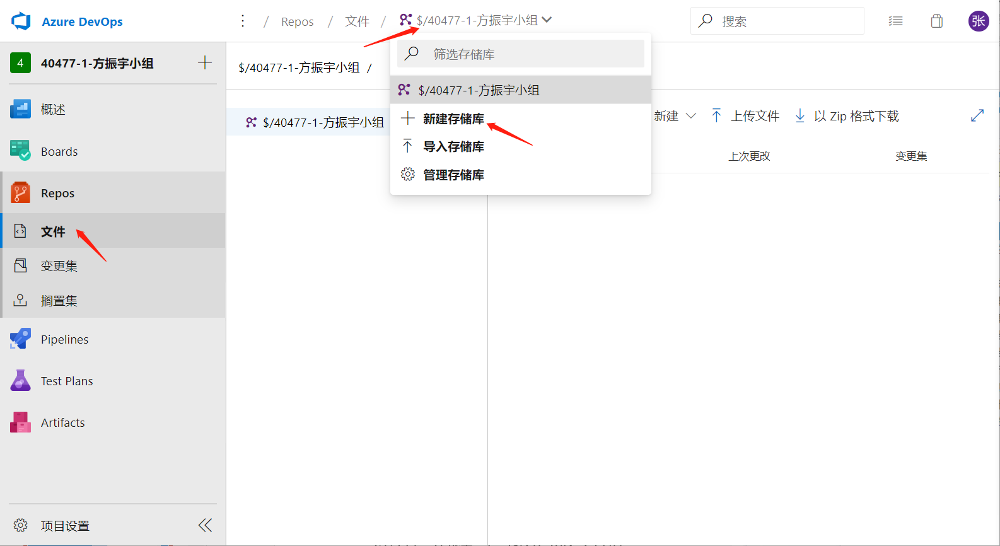 Azure DevOps
/ Repos / 文件 / $/40477-1-方振宇小组
搜索
张
4 40477-1-方振宇小组
概述
Boards
Repos
文件
变更集
搁置集
Pipelines
Test Plans
Artifacts
项目设置
$/40477-1-方振宇小组 /
$/40477-1-方振宇小组
筛选存储库
$/40477-1-方振宇小组
新建存储库
导入存储库
管理存储库
新建 上传文件 以 Zip 格式下载
上次更改 变更集